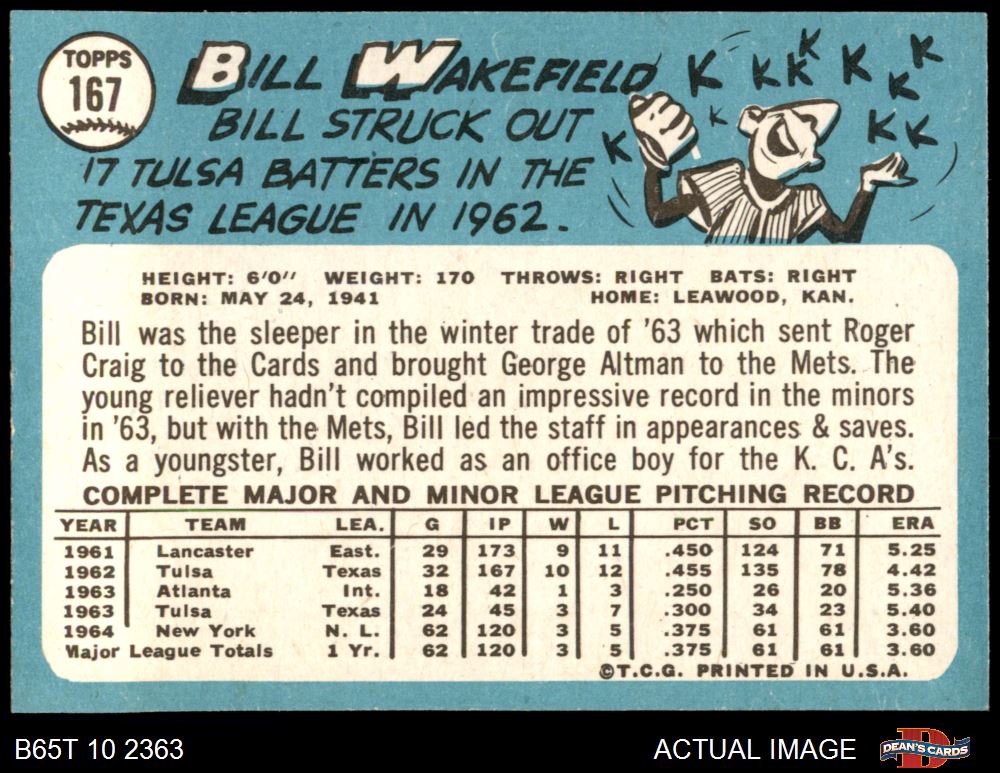 TOPPS
167
BILL WAKEFIELD
BILL STRUCK OUT
17 TULSA BATTERS IN THE
TEXAS LEAGUE IN 1962.
K K K K K K K K K K K
HEIGHT: 6'0" WEIGHT: 170 THROWS: RIGHT BATS: RIGHT
BORN: MAY 24, 1941 HOME: LEAWOOD, KAN.
Bill was the sleeper in the winter trade of '63 which sent Roger
Craig to the Cards and brought George Altman to the Mets. The
young reliever hadn't compiled an impressive record in the minors
in '63, but with the Mets, Bill led the staff in appearances & saves.
As a youngster, Bill worked as an office boy for the K. C. A's.
COMPLETE MAJOR AND MINOR LEAGUE PITCHING RECORD
YEAR TEAM LEA. G IP W L PCT SO BB ERA
1961 Lancaster East. 29 173 9 11 .450 124 71 5.25
1962 Tulsa Texas 32 167 10 12 .455 135 78 4.42
1963 Atlanta Int. 18 42 1 3 .250 26 20 5.36
1963 Tulsa Texas 24 45 3 7 .300 34 23 5.40
1964 New York N. L. 62 120 3 5 .375 61 61 3.60
Major League Totals 1 Yr. 62 120 3 5 .375 61 61 3.60
©T.C.G. PRINTED IN U.S.A.
B65T 10 2363 ACTUAL IMAGE DEAN'S CARDS